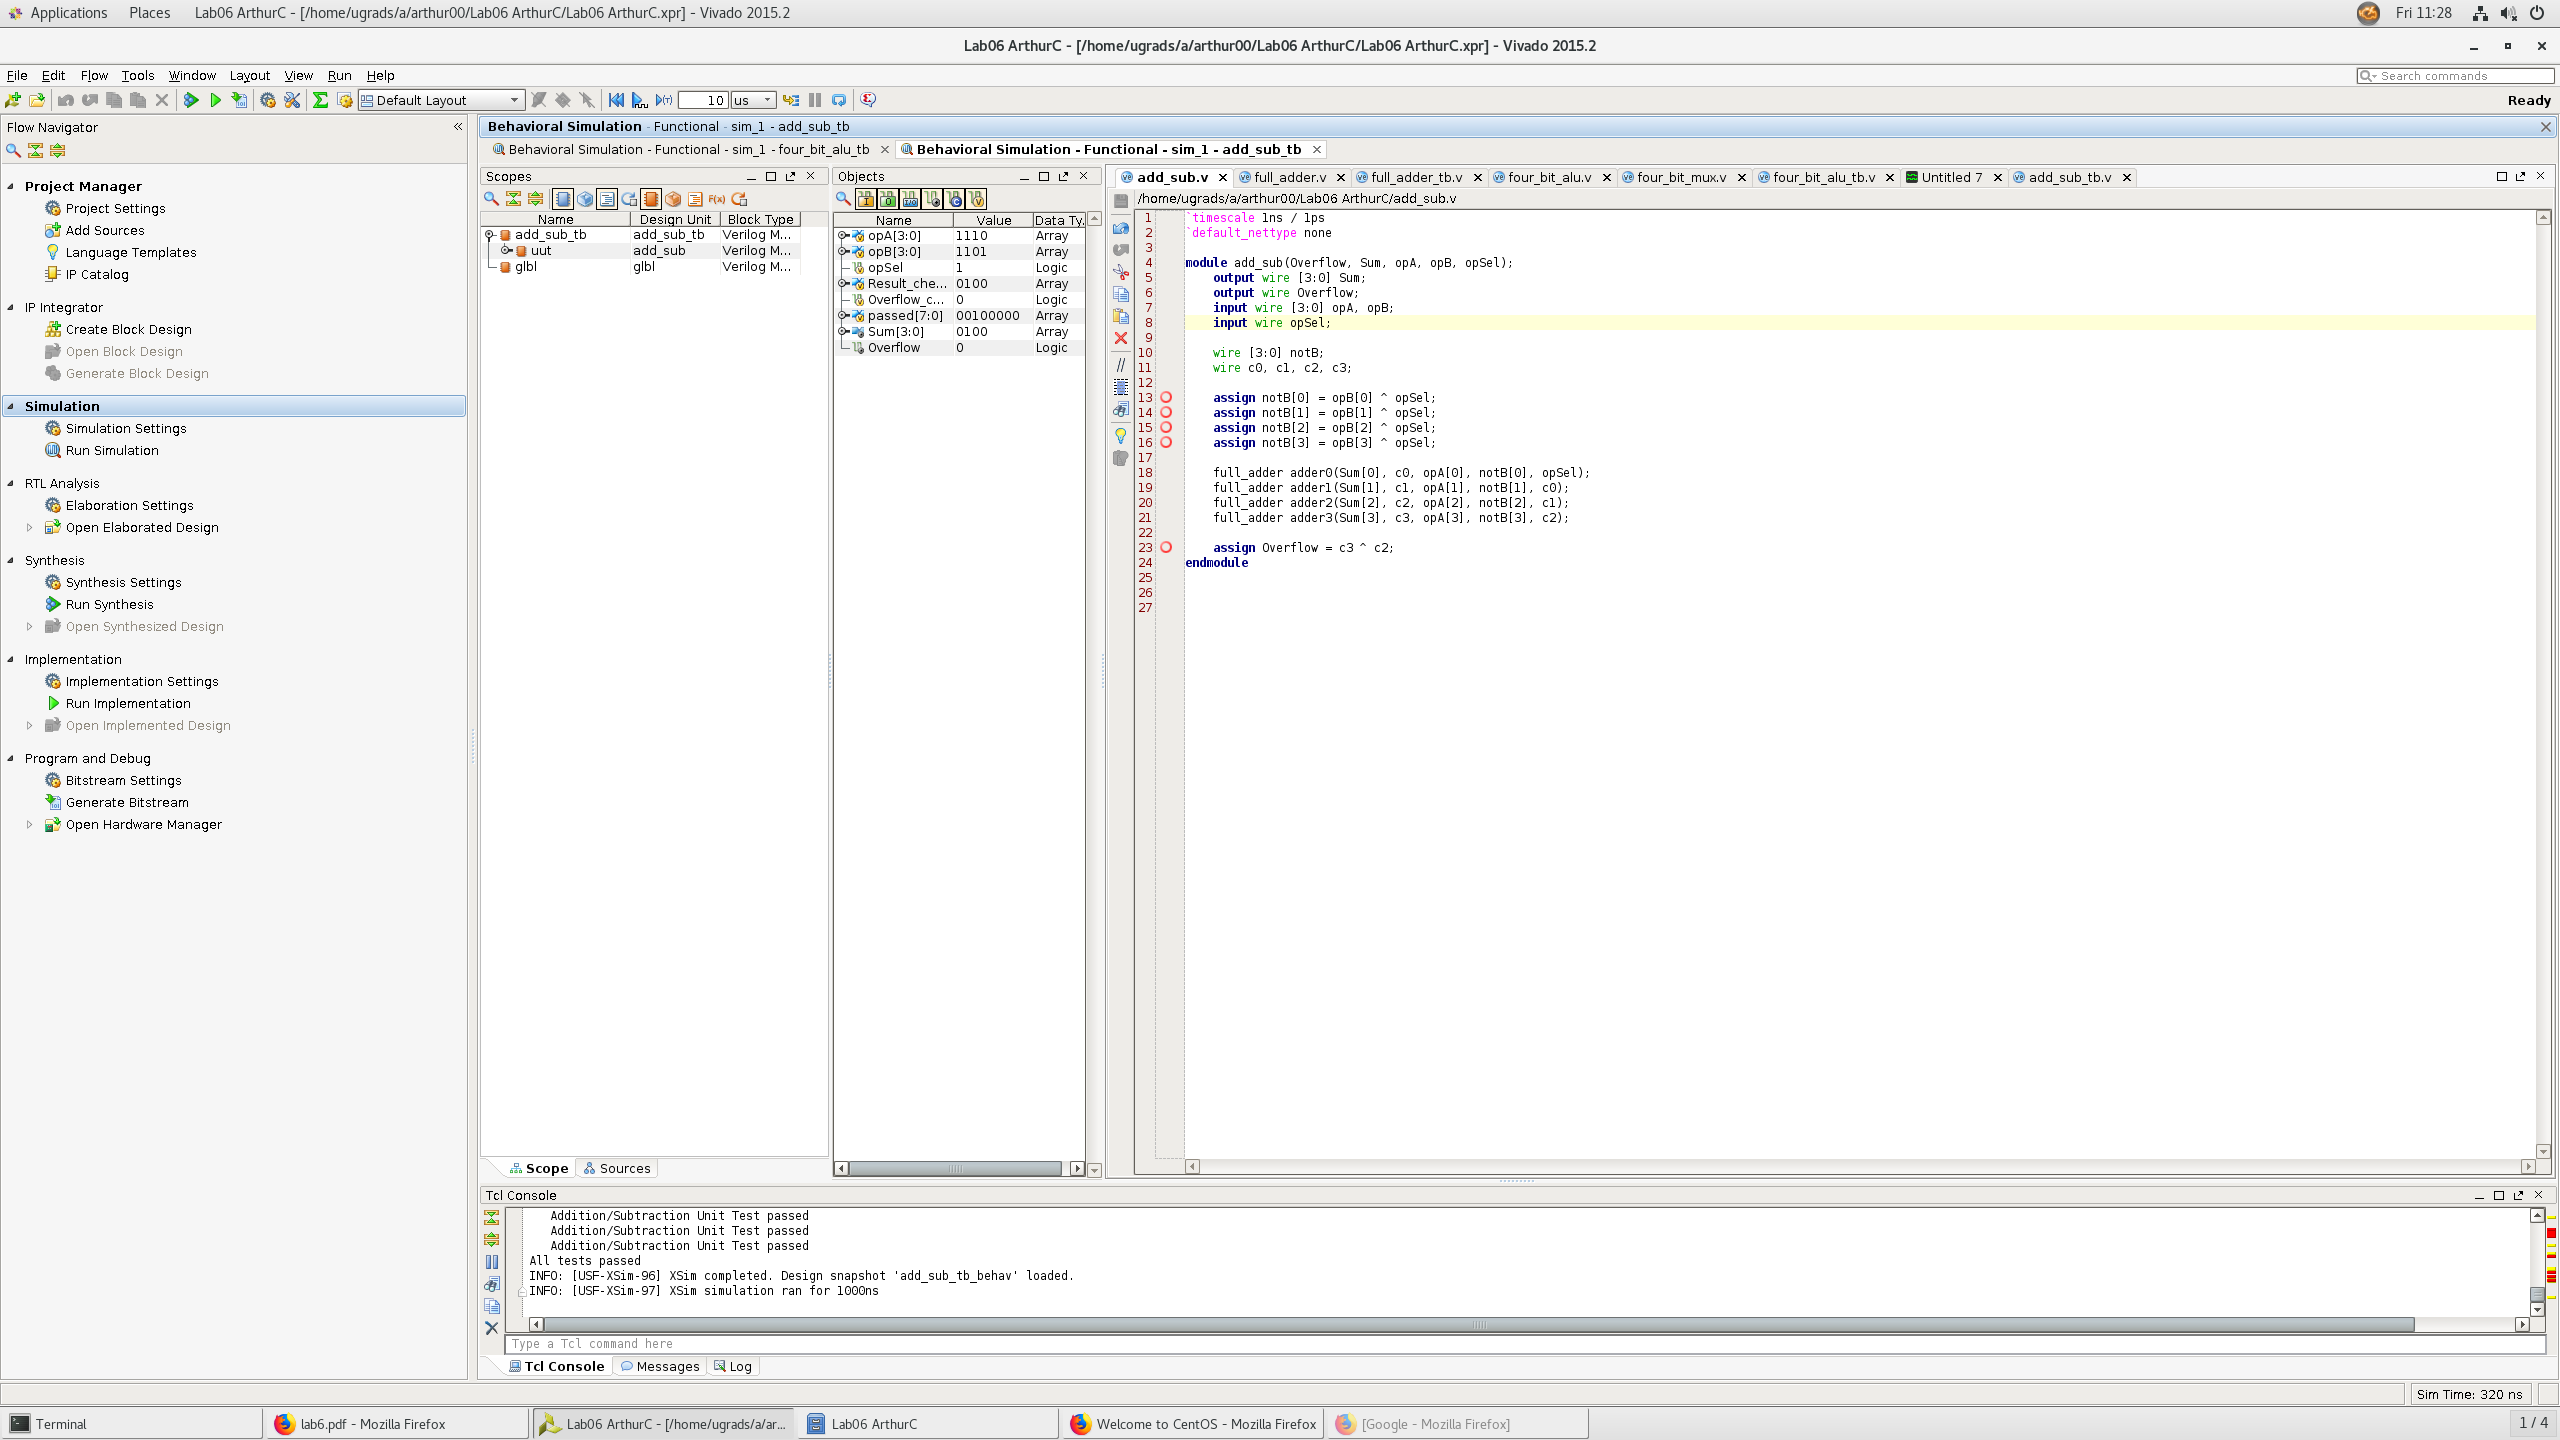 Applications Places Lab06 ArthurC - [/home/ugrads/a/arthur00/Lab06 ArthurC/Lab06 ArthurC.xpr] - Vivado 2015.2 Fri 11:28
Lab06 ArthurC - [/home/ugrads/a/arthur00/Lab06 ArthurC/Lab06 ArthurC.xpr] - Vivado 2015.2
File Edit Flow Tools Window Layout View Run Help Search commands
Default Layout 10 us Ready
Flow Navigator
Project Manager
Project Settings
Add Sources
Language Templates
IP Catalog
IP Integrator
Create Block Design
Open Block Design
Generate Block Design
Simulation
Simulation Settings
Run Simulation
RTL Analysis
Elaboration Settings
Open Elaborated Design
Synthesis
Synthesis Settings
Run Synthesis
Open Synthesized Design
Implementation
Implementation Settings
Run Implementation
Open Implemented Design
Program and Debug
Bitstream Settings
Generate Bitstream
Open Hardware Manager
Behavioral Simulation - Functional - sim_1 - add_sub_tb
Behavioral Simulation - Functional - sim_1 - four_bit_alu_tb Behavioral Simulation - Functional - sim_1 - add_sub_tb
Scopes
Name Design Unit Block Type
add_sub_tb add_sub_tb Verilog M...
uut add_sub Verilog M...
glbl glbl Verilog M...
Scope Sources
Objects
Name Value Data Ty.
opA[3:0] 1110 Array
opB[3:0] 1101 Array
opSel 1 Logic
Result_che... 0100 Array
Overflow_c... 0 Logic
passed[7:0] 00100000 Array
Sum[3:0] 0100 Array
Overflow 0 Logic
add_sub.v full_adder.v full_adder_tb.v four_bit_alu.v four_bit_mux.v four_bit_alu_tb.v Untitled 7 add_sub_tb.v
/home/ugrads/a/arthur00/Lab06 ArthurC/add_sub.v
1 `timescale 1ns / 1ps
2 `default_nettype none
3
4 module add_sub(Overflow, Sum, opA, opB, opSel);
5 output wire [3:0] Sum;
6 output wire Overflow;
7 input wire [3:0] opA, opB;
8 input wire opSel;
9
10 wire [3:0] notB;
11 wire c0, c1, c2, c3;
12
13 assign notB[0] = opB[0] ^ opSel;
14 assign notB[1] = opB[1] ^ opSel;
15 assign notB[2] = opB[2] ^ opSel;
16 assign notB[3] = opB[3] ^ opSel;
17
18 full_adder adder0(Sum[0], c0, opA[0], notB[0], opSel);
19 full_adder adder1(Sum[1], c1, opA[1], notB[1], c0);
20 full_adder adder2(Sum[2], c2, opA[2], notB[2], c1);
21 full_adder adder3(Sum[3], c3, opA[3], notB[3], c2);
22
23 assign Overflow = c3 ^ c2;
24 endmodule
25
26
27
Tcl Console
Addition/Subtraction Unit Test passed
Addition/Subtraction Unit Test passed
Addition/Subtraction Unit Test passed
All tests passed
INFO: [USF-XSim-96] XSim completed. Design snapshot 'add_sub_tb_behav' loaded.
INFO: [USF-XSim-97] XSim simulation ran for 1000ns
Type a Tcl command here
Tcl Console Messages Log
Sim Time: 320 ns
Terminal lab6.pdf - Mozilla Firefox Lab06 ArthurC - [/home/ugrads/a/ar... Lab06 ArthurC Welcome to CentOS - Mozilla Firefox [Google - Mozilla Firefox] 1 / 4